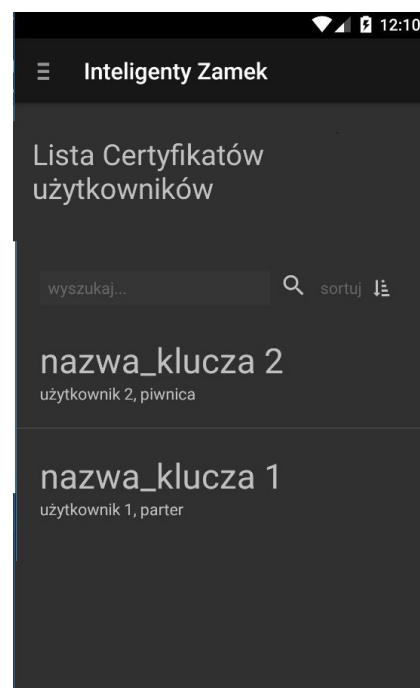 12:10
Inteligenty Zamek
Lista Certyfikatów
użytkowników
wyszukaj... sortuj
nazwa_klucza 2
użytkownik 2, piwnica
nazwa_klucza 1
użytkownik 1, parter